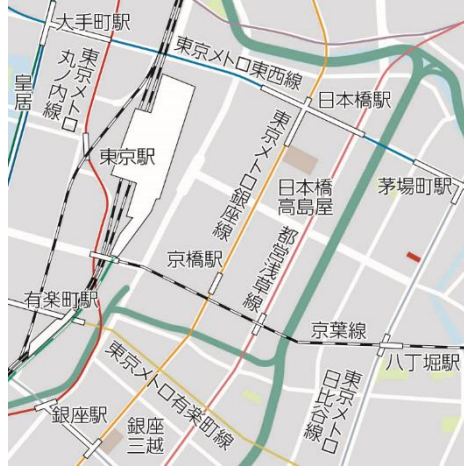 大手町駅
東京メトロ東西線
皇居
東京メトロ
丸ノ内線
日本橋駅
東京駅
東京メトロ銀座線
日本橋
高島屋
茅場町駅
都営浅草線
京橋駅
有楽町駅
京葉線
八丁堀駅
東京メトロ有楽町線
東京メトロ
日比谷線
銀座駅
銀座
三越